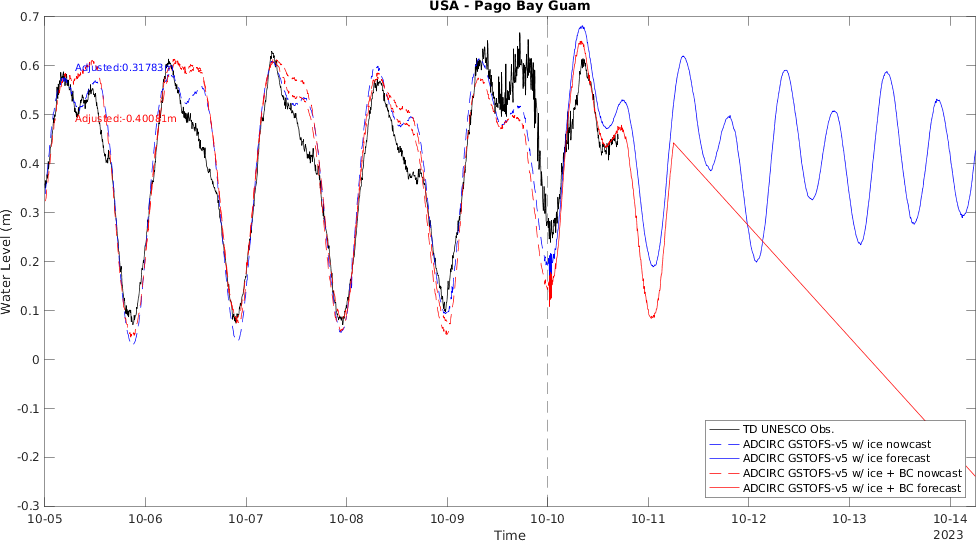 USA - Pago Bay Guam
0.7
0.6
0.5
0.4
0.3
0.2
0.1
0
-0.1
-0.2
-0.3
Water Level (m)
Adjusted:0.31783
Adjusted:-0.40081m
TD UNESCO Obs.
ADCIRC GSTOFS-v5 w/ ice nowcast
ADCIRC GSTOFS-v5 w/ ice forecast
ADCIRC GSTOFS-v5 w/ ice + BC nowcast
ADCIRC GSTOFS-v5 w/ ice + BC forecast
10-05 10-06 10-07 10-08 10-09 10-10 10-11 10-12 10-13 10-14
Time
2023